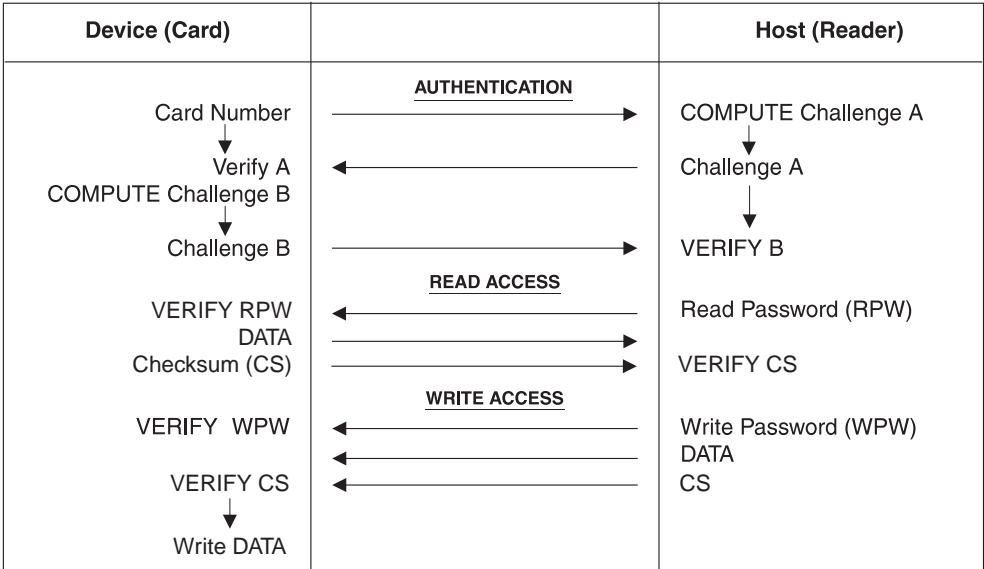 Device (Card)
Host (Reader)
AUTHENTICATION
Card Number
COMPUTE Challenge A
Verify A
Challenge A
COMPUTE Challenge B
Challenge B
VERIFY B
READ ACCESS
VERIFY RPW
Read Password (RPW)
DATA
Checksum (CS)
VERIFY CS
WRITE ACCESS
VERIFY WPW
Write Password (WPW)
DATA
VERIFY CS
CS
Write DATA